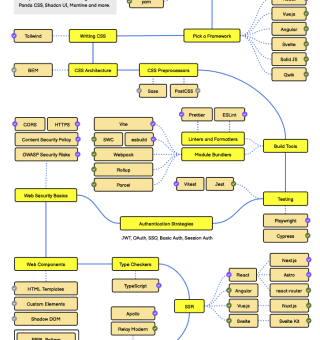 Panda CSS, Shadcn UI, Mantine and more.
Vue.js
Tailwind
Writing CSS
Pick a Framework
Angular
Svelte
Solid JS
Qwik
BEM
CSS Architecture
CSS Preprocessors
Sass
PostCSS
Prettier
ESLint
CORS
HTTPS
Vite
Content Security Policy
SWC
esbuild
Linters and Formatters
OWASP Security Risks
Webpack
Module Bundlers
Build Tools
Rollup
Parcel
Vitest
Jest
Web Security Basics
Testing
Playwright
Authentication Strategies
Cypress
JWT, OAuth, SSO, Basic Auth, Session Auth
Web Components
Type Checkers
Next.js
React
Astro
HTML Templates
TypeScript
Angular
react-router
Custom Elements
SSR
Vue.js
Nuxt.js
Shadow DOM
Apollo
Svelte
Svelte Kit
Relay Modern